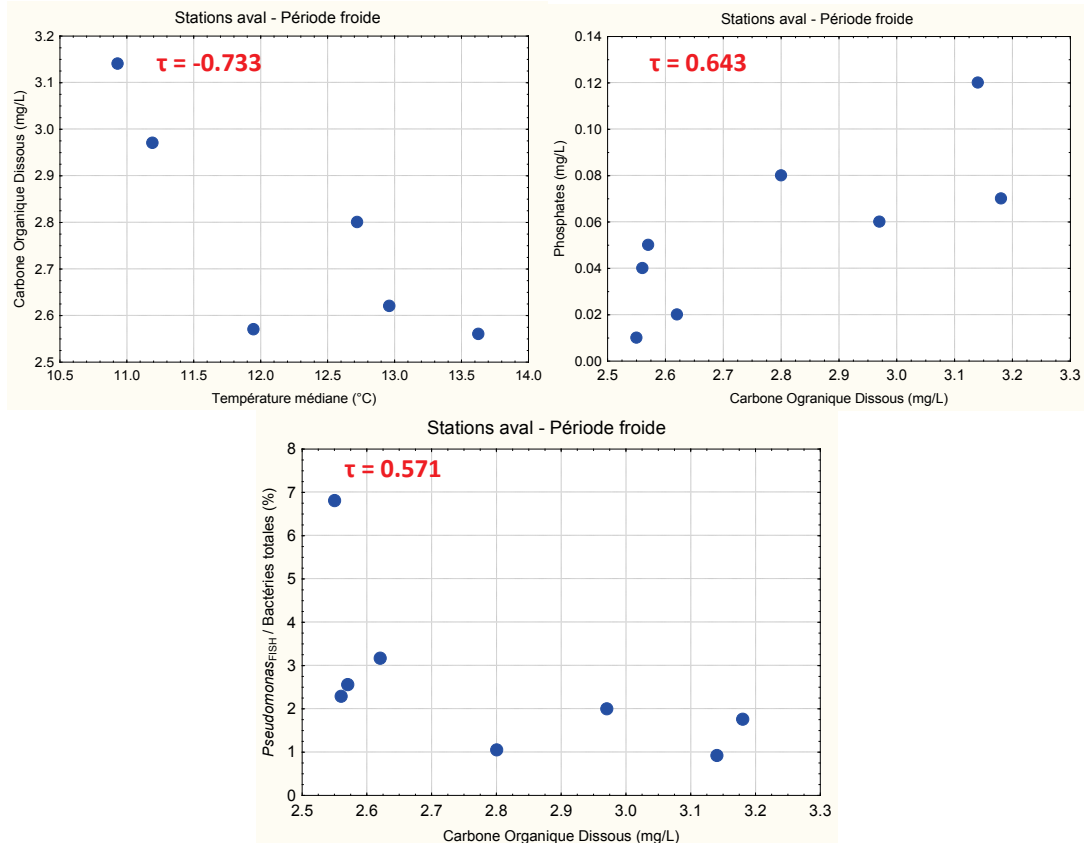 Stations aval - Période froide
τ = -0.733
Carbone Organique Dissous (mg/L)
3.2
3.1
3.0
2.9
2.8
2.7
2.6
2.5
10.5 11.0 11.5 12.0 12.5 13.0 13.5 14.0
Température médiane (°C)
Stations aval - Période froide
τ = 0.643
Phosphates (mg/L)
0.14
0.12
0.10
0.08
0.06
0.04
0.02
0.00
2.5 2.6 2.7 2.8 2.9 3.0 3.1 3.2 3.3
Carbone Ogranique Dissous (mg/L)
Stations aval - Période froide
τ = 0.571
Pseudomonas FISH / Bactéries totales (%)
8
7
6
5
4
3
2
1
0
2.5 2.6 2.7 2.8 2.9 3.0 3.1 3.2 3.3
Carbone Organique Dissous (mg/L)